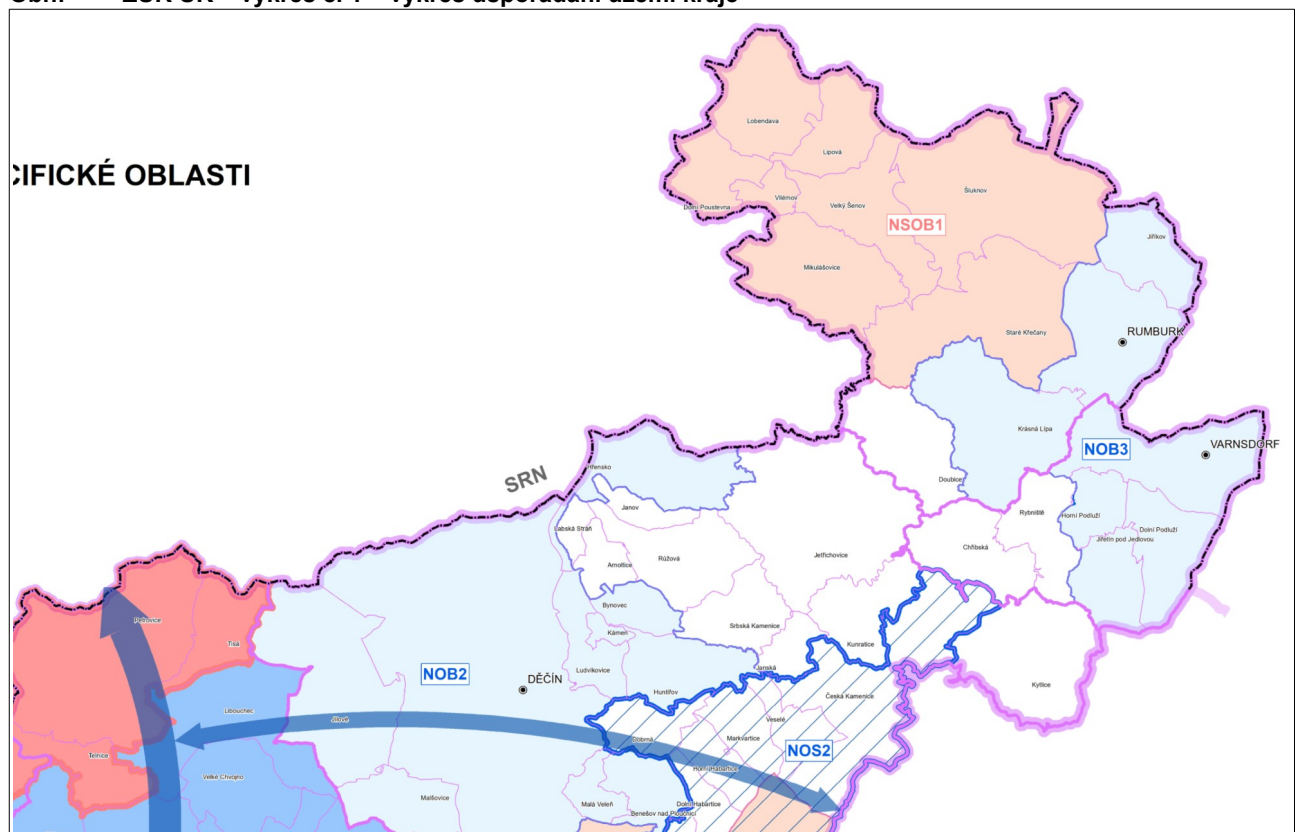 CIFICKÉ OBLASTI
Lobendava
Lipová
Šluknov
Vilémov
Velký Šenov
Dolní Poustevna
NSOB1
Jiříkov
Mikulášovice
Staré Křečany
RUMBURK
Krásná Lípa
NOB3
VARNSDORF
SRN
Hřensko
Doubice
Janov
Rybniště
Horní Podluží
Labská Stráň
Dolní Podluží
Jiřetín pod Jedlovou
Růžová
Jetřichovice
Chřibská
Arnoltice
Bynovec
Petrovice
Srbská Kamenice
Kámen
Tisá
Kunratice
Janská
Ludvíkovice
NOB2
DĚČÍN
Kytlice
Huntířov
Česká Kamenice
Libouchec
Jílové
Veselé
Dobrná
Markvartice
NOS2
Telnice
Horní Habartice
Velké Chvojno
Malšovice
Malá Veleň
Dolní Habartice
Benešov nad Ploučnicí